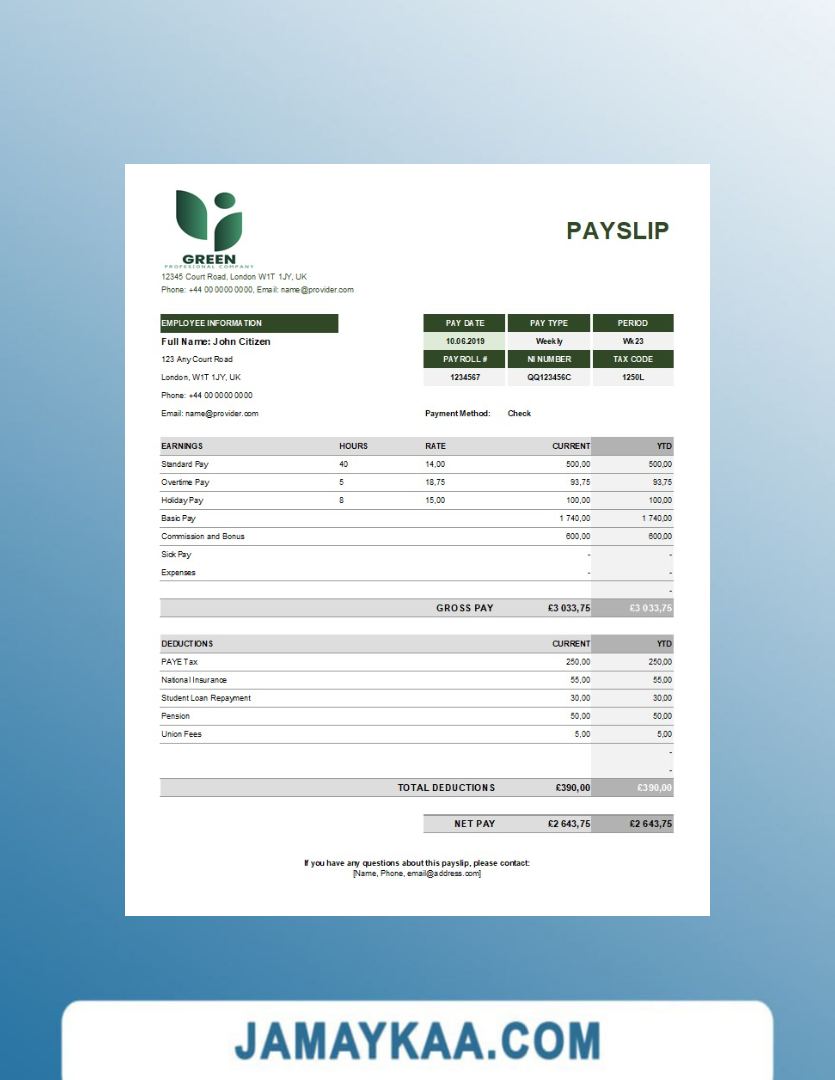 GREEN
PROFESIONAL COMPANY
PAYSLIP
12345 Court Road, London W1T 1JY, UK
Phone: +44 00 0000 0000, Email: name@provider.com
EMPLOYEE INFORMATION
PAY DATE PAY TYPE PERIOD
Full Name: John Citizen
10.06.2019 Weekly Wk23
123 Any Court Road
PAYROLL # NI NUMBER TAX CODE
London, W1T 1JY, UK
1234567 QQ123456C 1250L
Phone: +44 00 0000 0000
Email: name@provider.com
Payment Method: Check
EARNINGS HOURS RATE CURRENT YTD
Standard Pay 40 14,00 500,00 500,00
Overtime Pay 5 18,75 93,75 93,75
Holiday Pay 8 15,00 100,00 100,00
Basic Pay 1 740,00 1 740,00
Commission and Bonus 600,00 600,00
Sick Pay - -
Expenses - -
-
GROSS PAY £3 033,75 £3 033,75
DEDUCTIONS CURRENT YTD
PAYE Tax 250,00 250,00
National Insurance 55,00 55,00
Student Loan Repayment 30,00 30,00
Pension 50,00 50,00
Union Fees 5,00 5,00
-
-
TOTAL DEDUCTIONS £390,00 £390,00
NET PAY £2 643,75 £2 643,75
If you have any questions about this payslip, please contact:
[Name, Phone, email@address.com]
JAMAYKAA.COM